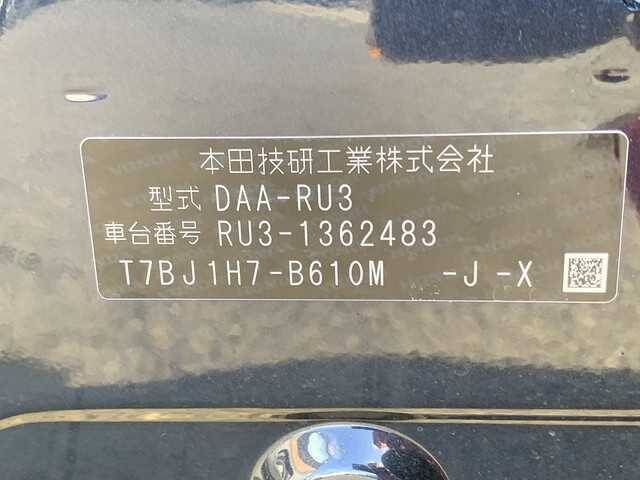 本田技研工業株式会社
型式 DAA-RU3
車台番号 RU3-1362483
T7BJ1H7-B610M -J -X